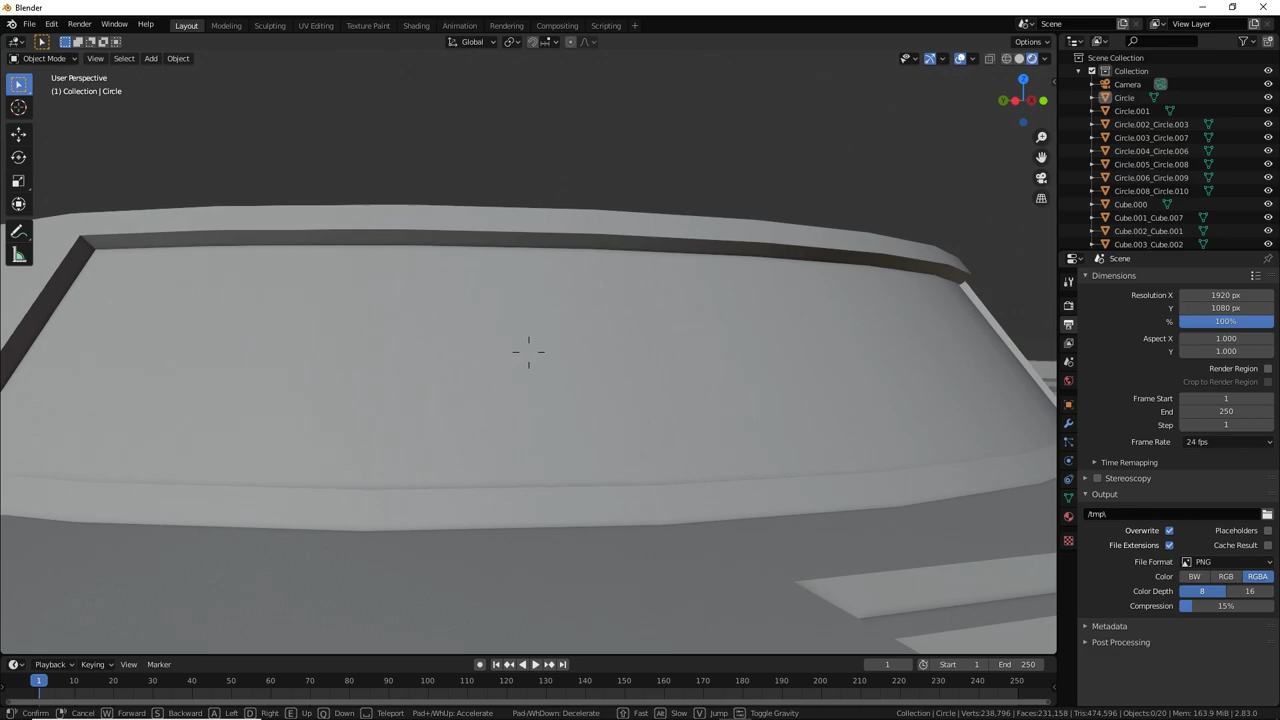 Blender
File Edit Render Window Help Layout Modeling Sculpting UV Editing Texture Paint Shading Animation Rendering Compositing Scripting + Scene View Layer
Global Options
Object Mode View Select Add Object
User Perspective
(1) Collection | Circle
Z
Y X
Scene Collection
Collection
Camera
Circle
Circle.001
Circle.002_Circle.003
Circle.003_Circle.007
Circle.004_Circle.006
Circle.005_Circle.008
Circle.006_Circle.009
Circle.008_Circle.010
Cube.000
Cube.001_Cube.007
Cube.002_Cube.001
Cube.003_Cube.002
Scene
Dimensions
Resolution X 1920 px
Y 1080 px
% 100%
Aspect X 1.000
Y 1.000
Render Region
Crop to Render Region
Frame Start 1
End 250
Step 1
Frame Rate 24 fps
Time Remapping
Stereoscopy
Output
/tmp\
Overwrite Placeholders
File Extensions Cache Result
File Format PNG
Color BW RGB RGBA
Color Depth 8 16
Compression 15%
Metadata
Post Processing
Playback Keying View Marker 1 Start 1 End 250
1 10 20 30 40 50 60 70 80 90 100 110 120 130 140 150 160 170 180 190 200 210 220 230 240 250
Confirm Cancel W Forward S Backward A Left D Right E Up Q Down Teleport Pad+/WhUp: Accelerate Pad-/WhDown: Decelerate Fast Alt Slow V Jump Toggle Gravity Collection | Circle | Verts:238,796 | Faces:231,158 | Tris:474,596 | Objects:0/20 | Mem: 163.9 MiB | 2.83.0